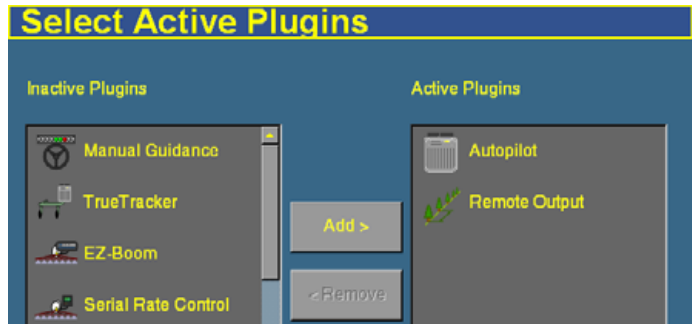 Select Active Plugins
Inactive Plugins
Active Plugins
Manual Guidance
TrueTracker
EZ-Boom
Serial Rate Control
Add >
< Remove
Autopilot
Remote Output